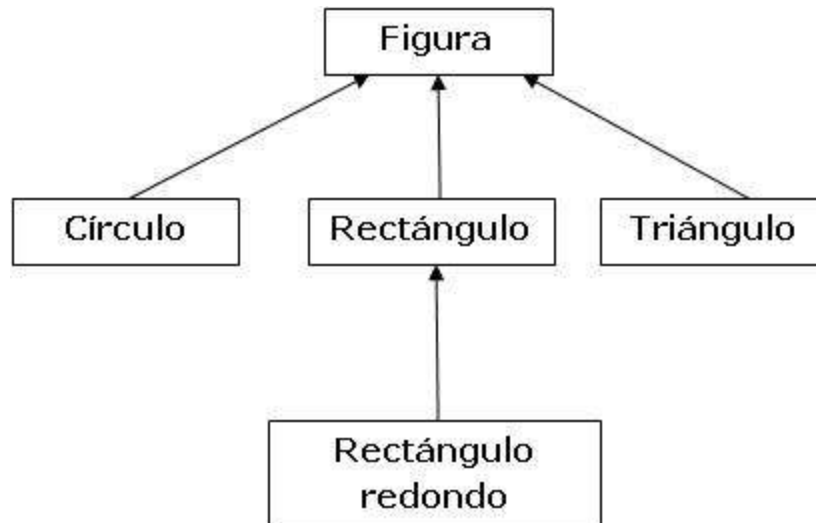 Figura
Círculo
Rectángulo
Triángulo
Rectángulo
redondo